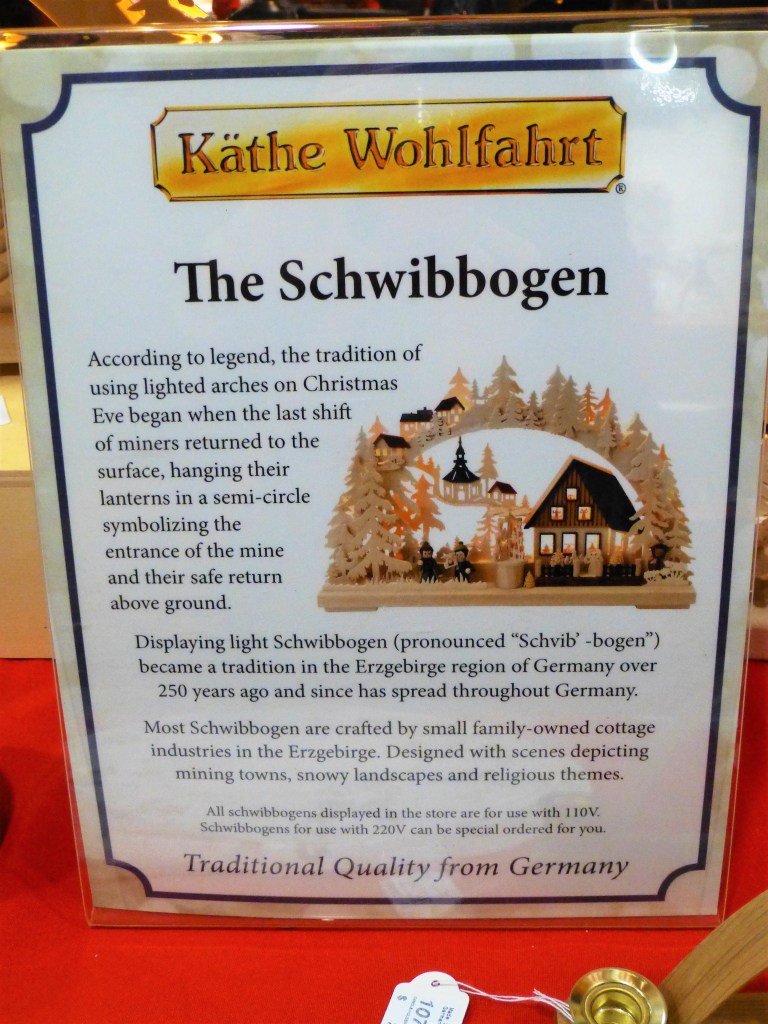 Käthe Wohlfahrt
®
The Schwibbogen
According to legend, the tradition of
using lighted arches on Christmas
Eve began when the last shift
of miners returned to the
surface, hanging their
lanterns in a semi-circle
symbolizing the
entrance of the mine
and their safe return
above ground.
Displaying light Schwibbogen (pronounced “Schvib’ -bogen”)
became a tradition in the Erzgebirge region of Germany over
250 years ago and since has spread throughout Germany.
Most Schwibbogen are crafted by small family-owned cottage
industries in the Erzgebirge. Designed with scenes depicting
mining towns, snowy landscapes and religious themes.
All schwibbogens displayed in the store are for use with 110V.
Schwibbogens for use with 220V can be special ordered for you.
Traditional Quality from Germany
107
$